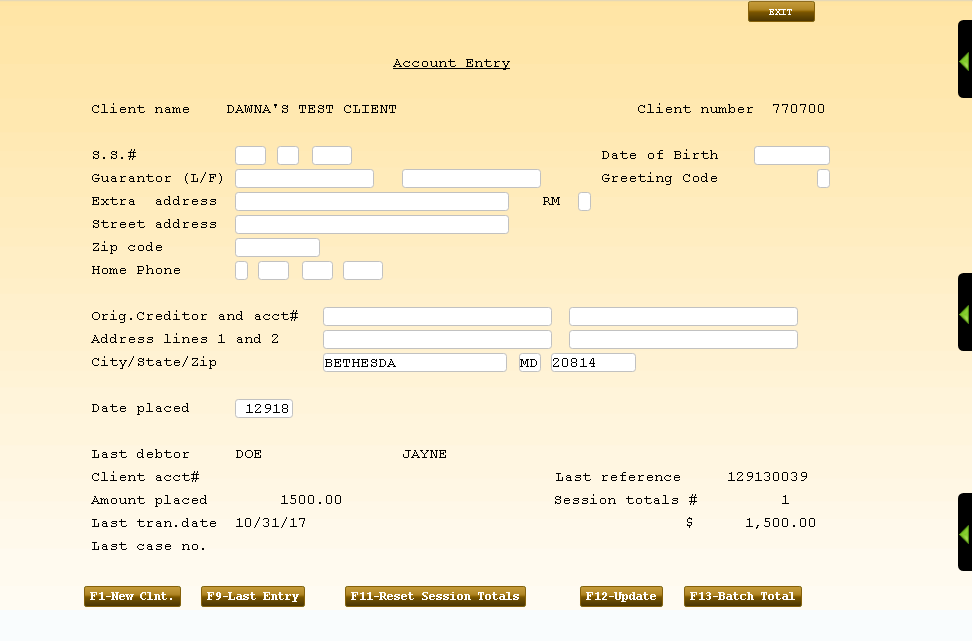 EXIT
Account Entry
Client name DAWNA'S TEST CLIENT Client number 770700
S.S.# Date of Birth
Guarantor (L/F) Greeting Code
Extra address RM
Street address
Zip code
Home Phone
Orig.Creditor and acct#
Address lines 1 and 2
City/State/Zip BETHESDA MD 20814
Date placed 12918
Last debtor DOE JAYNE
Client acct# Last reference 129130039
Amount placed 1500.00 Session totals # 1
Last tran.date 10/31/17 $ 1,500.00
Last case no.
F1-New Clnt. F9-Last Entry F11-Reset Session Totals F12-Update F13-Batch Total